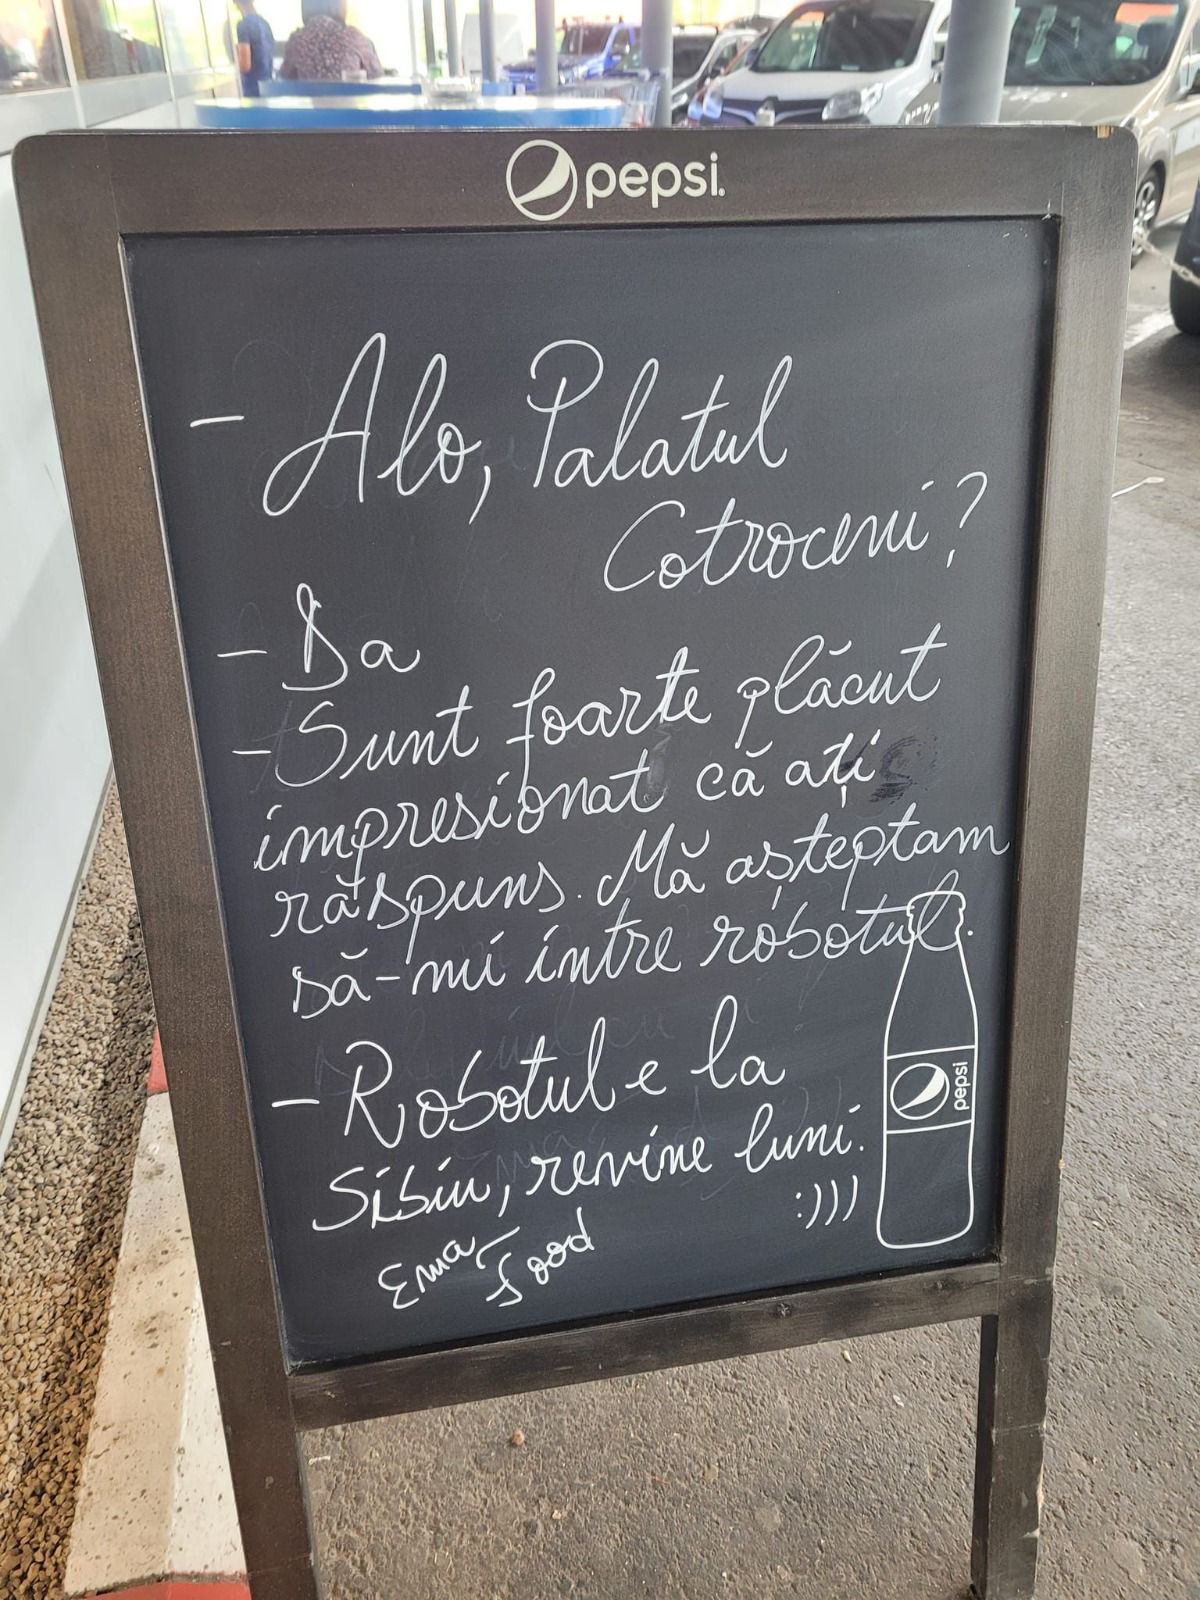 pepsi.
- Alo, Palatul
Cotroceni?
- Da
- Sunt foarte plăcut
impresionat că ați
răspuns. Mă așteptam
să-mi intre robotul.
- Robotul e la
Sibiu, revine luni.
:)))
Ema Food
pepsi